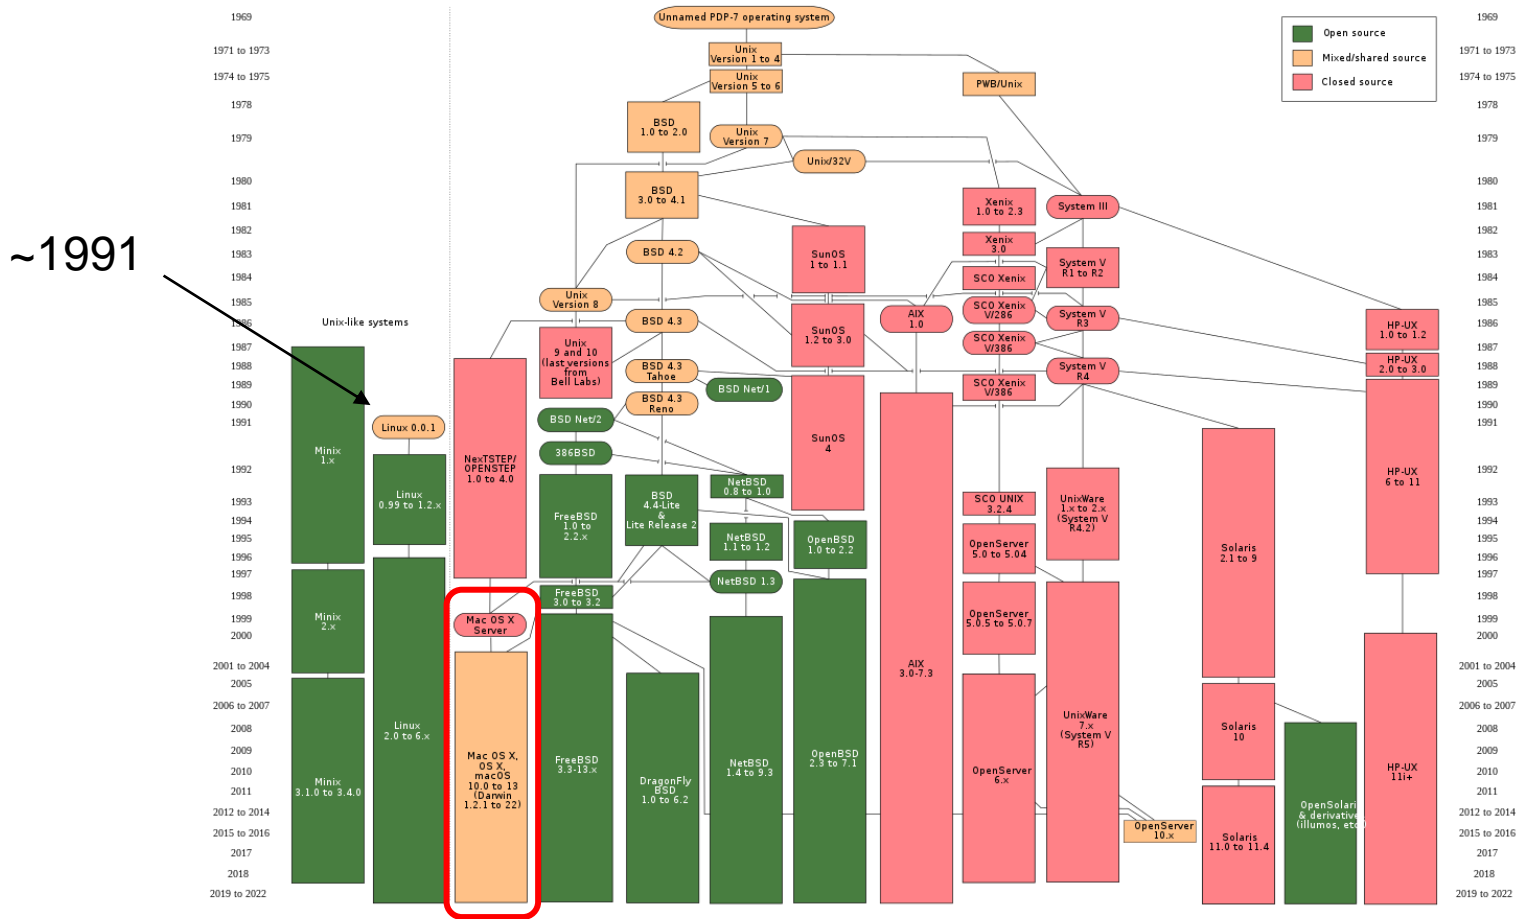 Unnamed PDP-7 operating system
1969
1969
Open source
Mixed/shared source
Closed source
1971 to 1973
Unix
Version 1 to 4
1971 to 1973
1974 to 1975
Unix
Version 5 to 6
PWB/Unix
1974 to 1975
1978
BSD
1.0 to 2.0
1978
1979
Unix
Version 7
1979
Unix/32V
1980
BSD
3.0 to 4.1
1980
1981
Xenix
1.0 to 2.3
System III
1981
1982
1982
~1991
1983
BSD 4.2
SunOS
1 to 1.1
Xenix
3.0
System V
R1 to R2
1983
1984
SCO Xenix
1984
1985
Unix
Version 8
SCO Xenix
V/286
1985
1986
Unix-like systems
BSD 4.3
SunOS
1.2 to 3.0
AIX
1.0
System V
R3
HP-UX
1.0 to 1.2
1986
1987
Unix
9 and 10
(last versions
from
Bell Labs)
SCO Xenix
V/386
1987
1988
BSD 4.3
Tahoe
System V
R4
HP-UX
2.0 to 3.0
1988
1989
BSD Net/1
SCO Xenix
V/386
1989
1990
BSD 4.3
Reno
1990
1991
Linux 0.0.1
BSD Net/2
1991
Minix
1.x
386BSD
SunOS
4
1992
NexTSTEP/
OPENSTEP
1.0 to 4.0
HP-UX
6 to 11
1992
1993
Linux
0.99 to 1.2.x
BSD
4.4-Lite
&
Lite Release 2
NetBSD
0.8 to 1.0
SCO UNIX
3.2.4
UnixWare
1.x to 2.x
(System V
R4.2)
1993
1994
FreeBSD
1.0 to
2.2.x
1994
1995
NetBSD
1.1 to 1.2
OpenBSD
1.0 to 2.2
OpenServer
5.0 to 5.04
1995
1996
Solaris
2.1 to 9
1996
1997
NetBSD 1.3
1997
1998
FreeBSD
3.0 to 3.2
1998
1999
Minix
2.x
Mac OS X
Server
OpenServer
5.0.5 to 5.0.7
1999
2000
2000
2001 to 2004
AIX
3.0-7.3
2001 to 2004
2005
2005
2006 to 2007
2006 to 2007
2008
Linux
2.0 to 6.x
UnixWare
7.x
(System V
R5)
Solaris
10
2008
2009
Mac OS X,
OS X,
macOS
10.0 to 13
(Darwin
1.2.1 to 22)
FreeBSD
3.3-13.x
NetBSD
1.4 to 9.3
OpenBSD
2.3 to 7.1
2009
2010
Minix
3.1.0 to 3.4.0
DragonFly
BSD
1.0 to 6.2
OpenServer
6.x
HP-UX
11i+
2010
2011
2011
2012 to 2014
OpenSolari
& derivative
(illumos, etc.)
2012 to 2014
2015 to 2016
OpenServer
10.x
Solaris
11.0 to 11.4
2015 to 2016
2017
2017
2018
2018
2019 to 2022
2019 to 2022